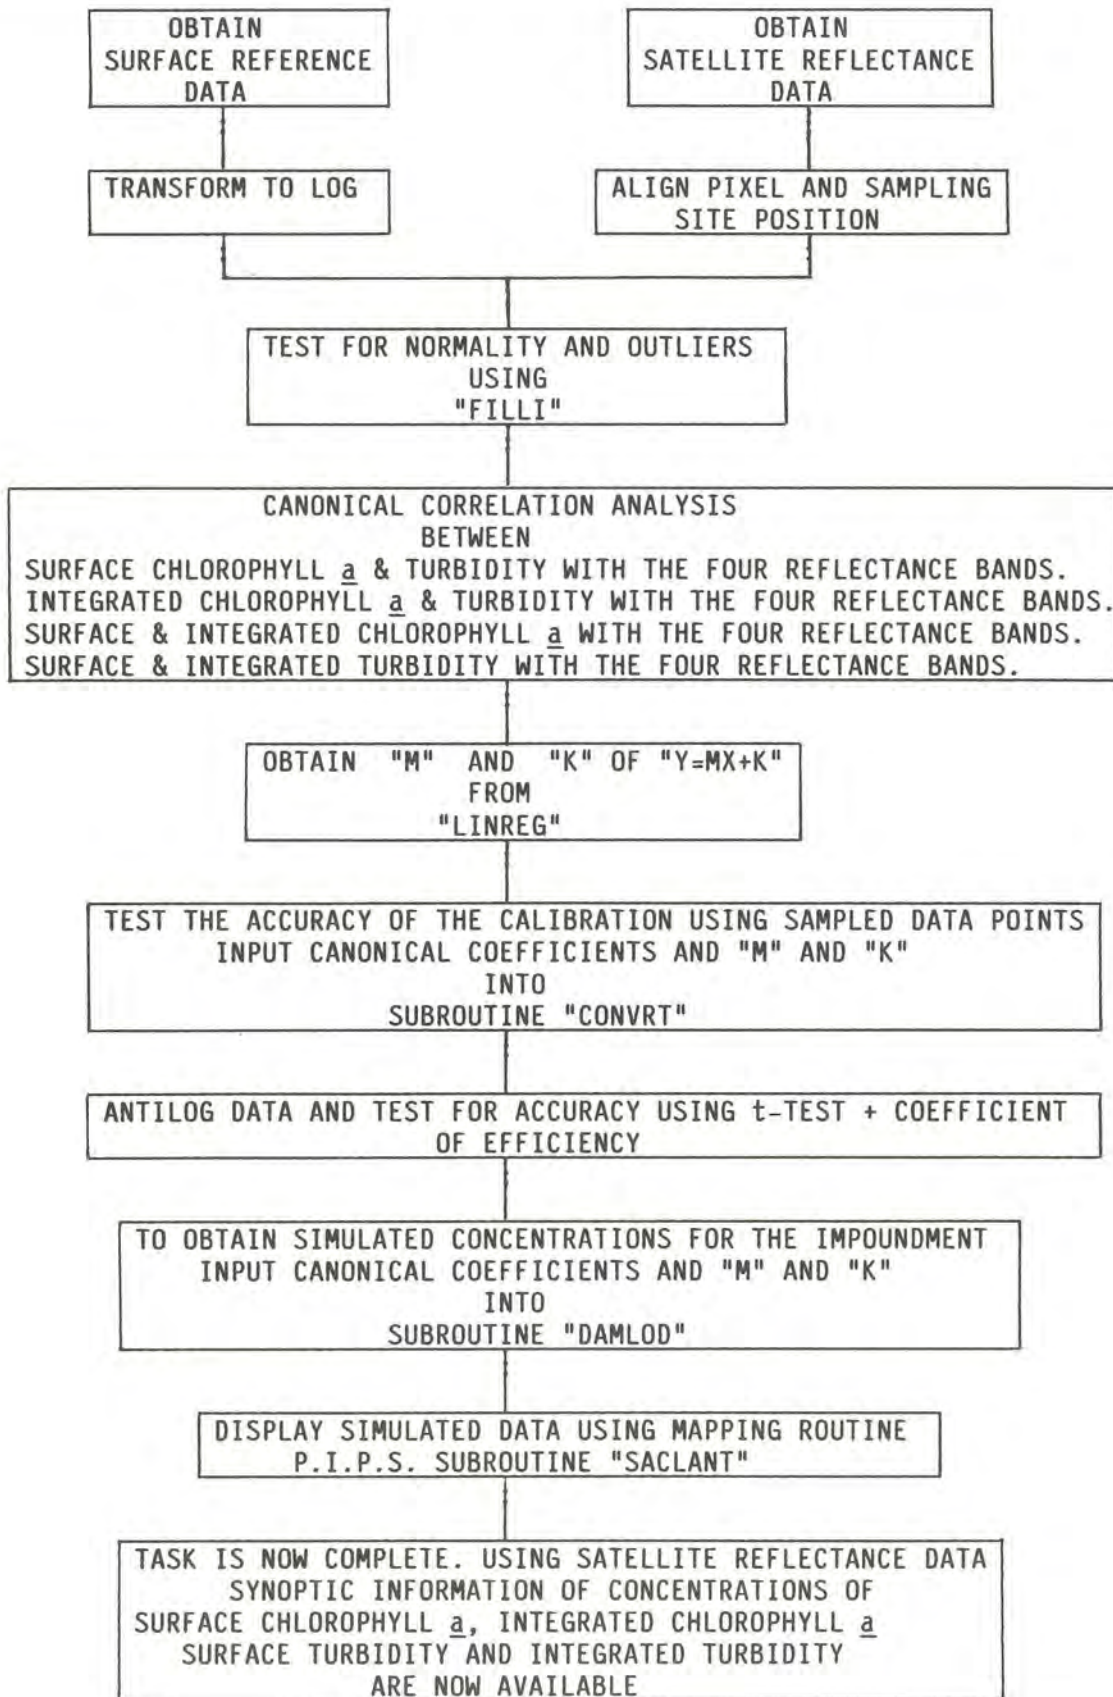 OBTAIN
SURFACE REFERENCE
DATA
OBTAIN
SATELLITE REFLECTANCE
DATA
TRANSFORM TO LOG
ALIGN PIXEL AND SAMPLING
SITE POSITION
TEST FOR NORMALITY AND OUTLIERS
USING
"FILLI"
CANONICAL CORRELATION ANALYSIS
BETWEEN
SURFACE CHLOROPHYLL a & TURBIDITY WITH THE FOUR REFLECTANCE BANDS.
INTEGRATED CHLOROPHYLL a & TURBIDITY WITH THE FOUR REFLECTANCE BANDS.
SURFACE & INTEGRATED CHLOROPHYLL a WITH THE FOUR REFLECTANCE BANDS.
SURFACE & INTEGRATED TURBIDITY WITH THE FOUR REFLECTANCE BANDS.
OBTAIN "M" AND "K" OF "Y=MX+K"
FROM
"LINREG"
TEST THE ACCURACY OF THE CALIBRATION USING SAMPLED DATA POINTS
INPUT CANONICAL COEFFICIENTS AND "M" AND "K"
INTO
SUBROUTINE "CONVRT"
ANTILOG DATA AND TEST FOR ACCURACY USING t-TEST + COEFFICIENT
OF EFFICIENCY
TO OBTAIN SIMULATED CONCENTRATIONS FOR THE IMPOUNDMENT
INPUT CANONICAL COEFFICIENTS AND "M" AND "K"
INTO
SUBROUTINE "DAMLOD"
DISPLAY SIMULATED DATA USING MAPPING ROUTINE
P.I.P.S. SUBROUTINE "SACLANT"
TASK IS NOW COMPLETE. USING SATELLITE REFLECTANCE DATA
SYNOPTIC INFORMATION OF CONCENTRATIONS OF
SURFACE CHLOROPHYLL a, INTEGRATED CHLOROPHYLL a
SURFACE TURBIDITY AND INTEGRATED TURBIDITY
ARE NOW AVAILABLE